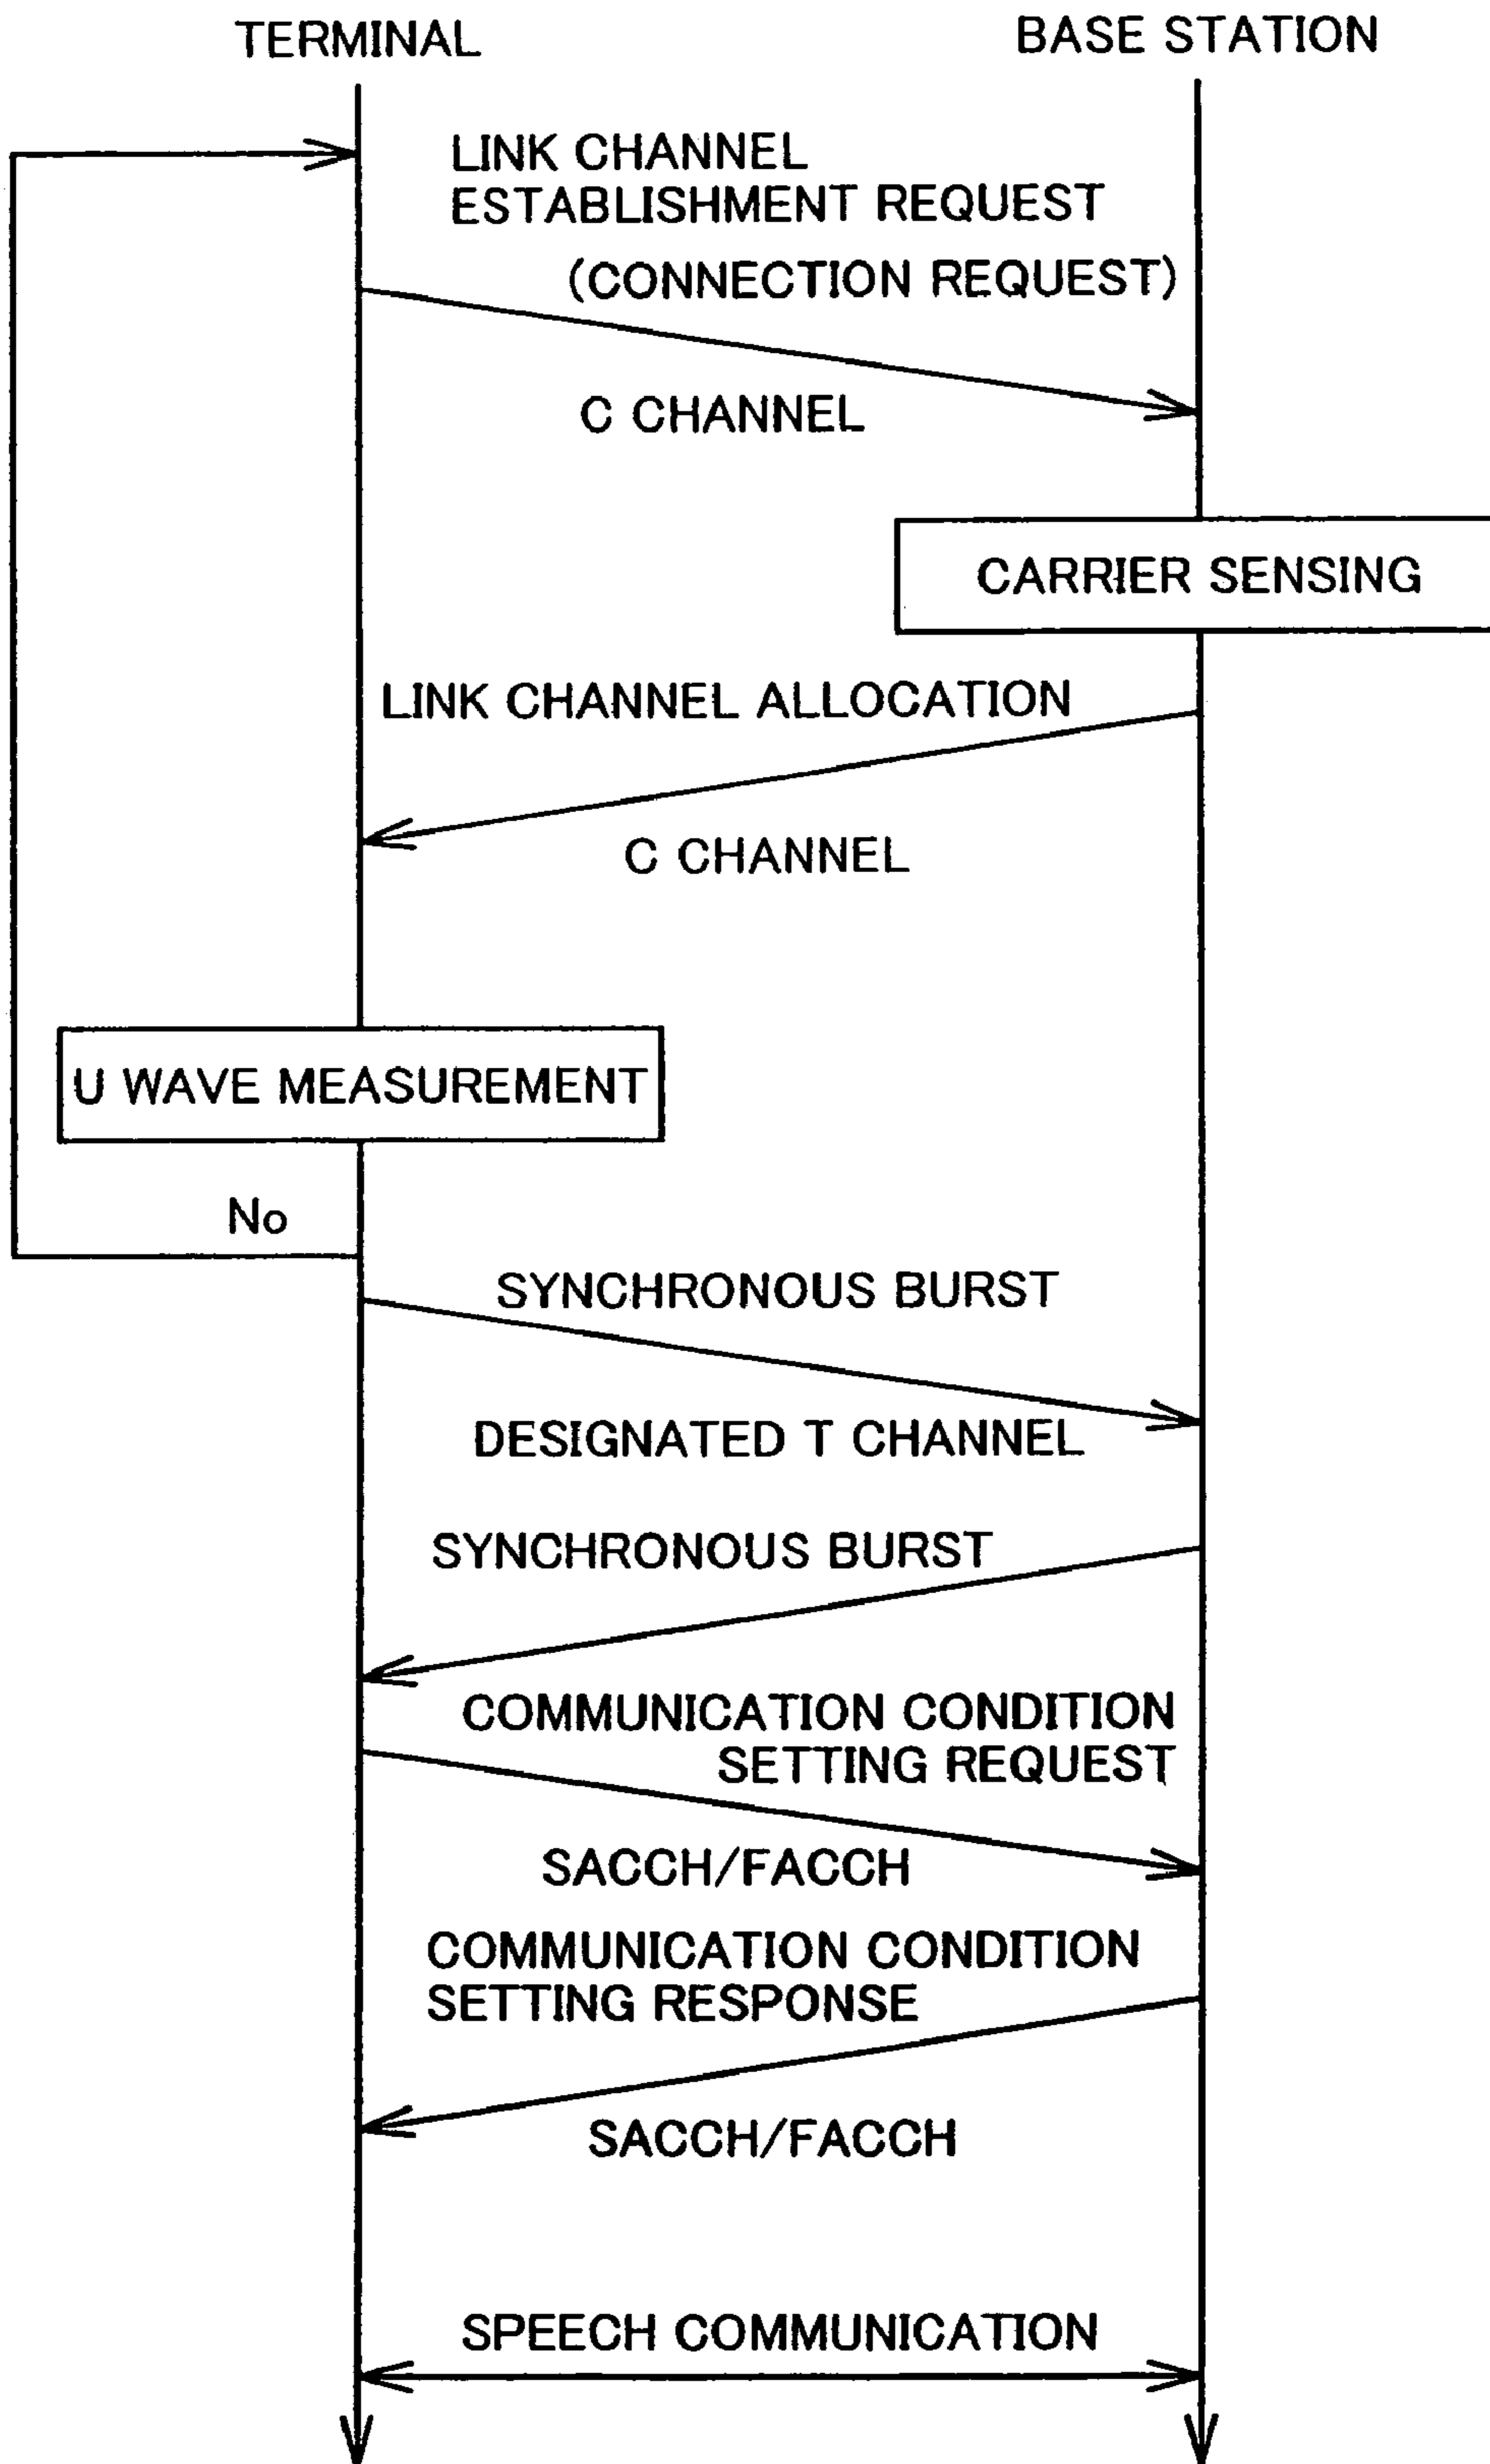 TERMINAL
BASE STATION
LINK CHANNEL
ESTABLISHMENT REQUEST
(CONNECTION REQUEST)
C CHANNEL
CARRIER SENSING
LINK CHANNEL ALLOCATION
C CHANNEL
U WAVE MEASUREMENT
No
SYNCHRONOUS BURST
DESIGNATED T CHANNEL
SYNCHRONOUS BURST
COMMUNICATION CONDITION
SETTING REQUEST
SACCH/FACCH
COMMUNICATION CONDITION
SETTING RESPONSE
SACCH/FACCH
SPEECH COMMUNICATION